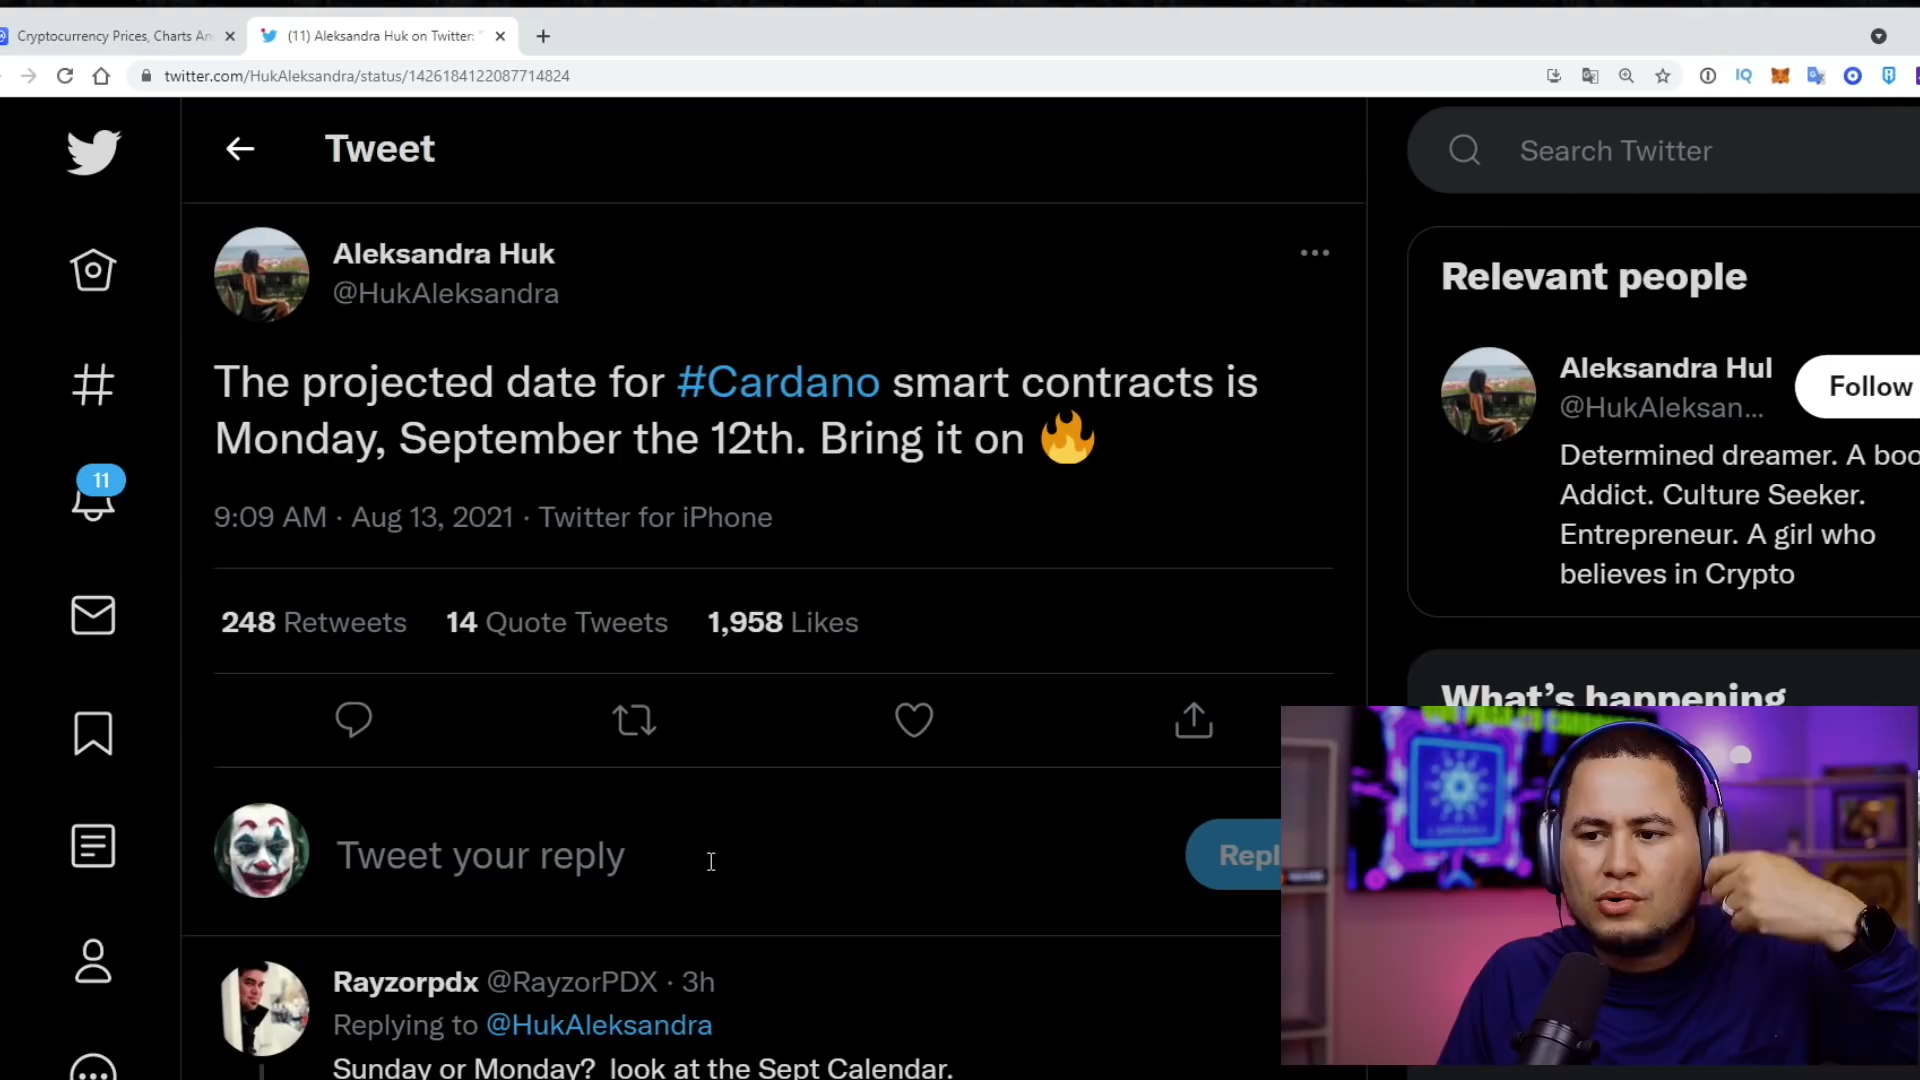 Cryptocurrency Prices, Charts An
(11) Aleksandra Huk on Twitter: "
twitter.com/HukAleksandra/status/1426184122087714824
IQ
Tweet
Search Twitter
Aleksandra Huk
@HukAleksandra
The projected date for #Cardano smart contracts is
Monday, September the 12th. Bring it on
9:09 AM · Aug 13, 2021 · Twitter for iPhone
248 Retweets 14 Quote Tweets 1,958 Likes
11
Tweet your reply
Repl
Rayzorpdx @RayzorPDX · 3h
Replying to @HukAleksandra
Sunday or Monday? look at the Sept Calendar.
Relevant people
Aleksandra Hul
@HukAleksan...
Follow
Determined dreamer. A boo
Addict. Culture Seeker.
Entrepreneur. A girl who
believes in Crypto
What's happening